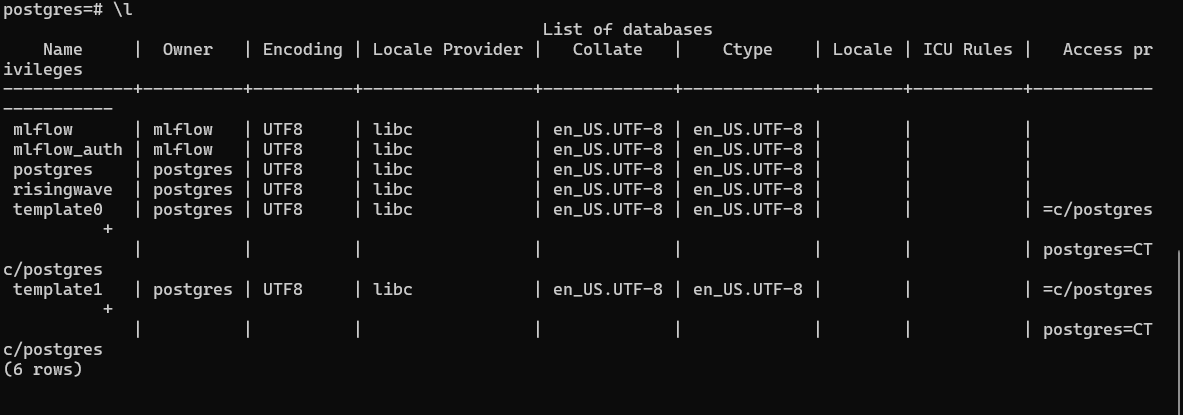 postgres=# \l
                                                      List of databases
    Name     |  Owner   | Encoding | Locale Provider |   Collate   |    Ctype    | Locale | ICU Rules |   Access pr
ivileges
-------------+----------+----------+-----------------+-------------+-------------+--------+-----------+------------
-----------
 mlflow      | mlflow   | UTF8     | libc            | en_US.UTF-8 | en_US.UTF-8 |        |           |
 mlflow_auth | mlflow   | UTF8     | libc            | en_US.UTF-8 | en_US.UTF-8 |        |           |
 postgres    | postgres | UTF8     | libc            | en_US.UTF-8 | en_US.UTF-8 |        |           |
 risingwave  | postgres | UTF8     | libc            | en_US.UTF-8 | en_US.UTF-8 |        |           |
 template0   | postgres | UTF8     | libc            | en_US.UTF-8 | en_US.UTF-8 |        |           | =c/postgres
          +
             |          |          |                 |             |             |        |           | postgres=CT
c/postgres
 template1   | postgres | UTF8     | libc            | en_US.UTF-8 | en_US.UTF-8 |        |           | =c/postgres
          +
             |          |          |                 |             |             |        |           | postgres=CT
c/postgres
(6 rows)